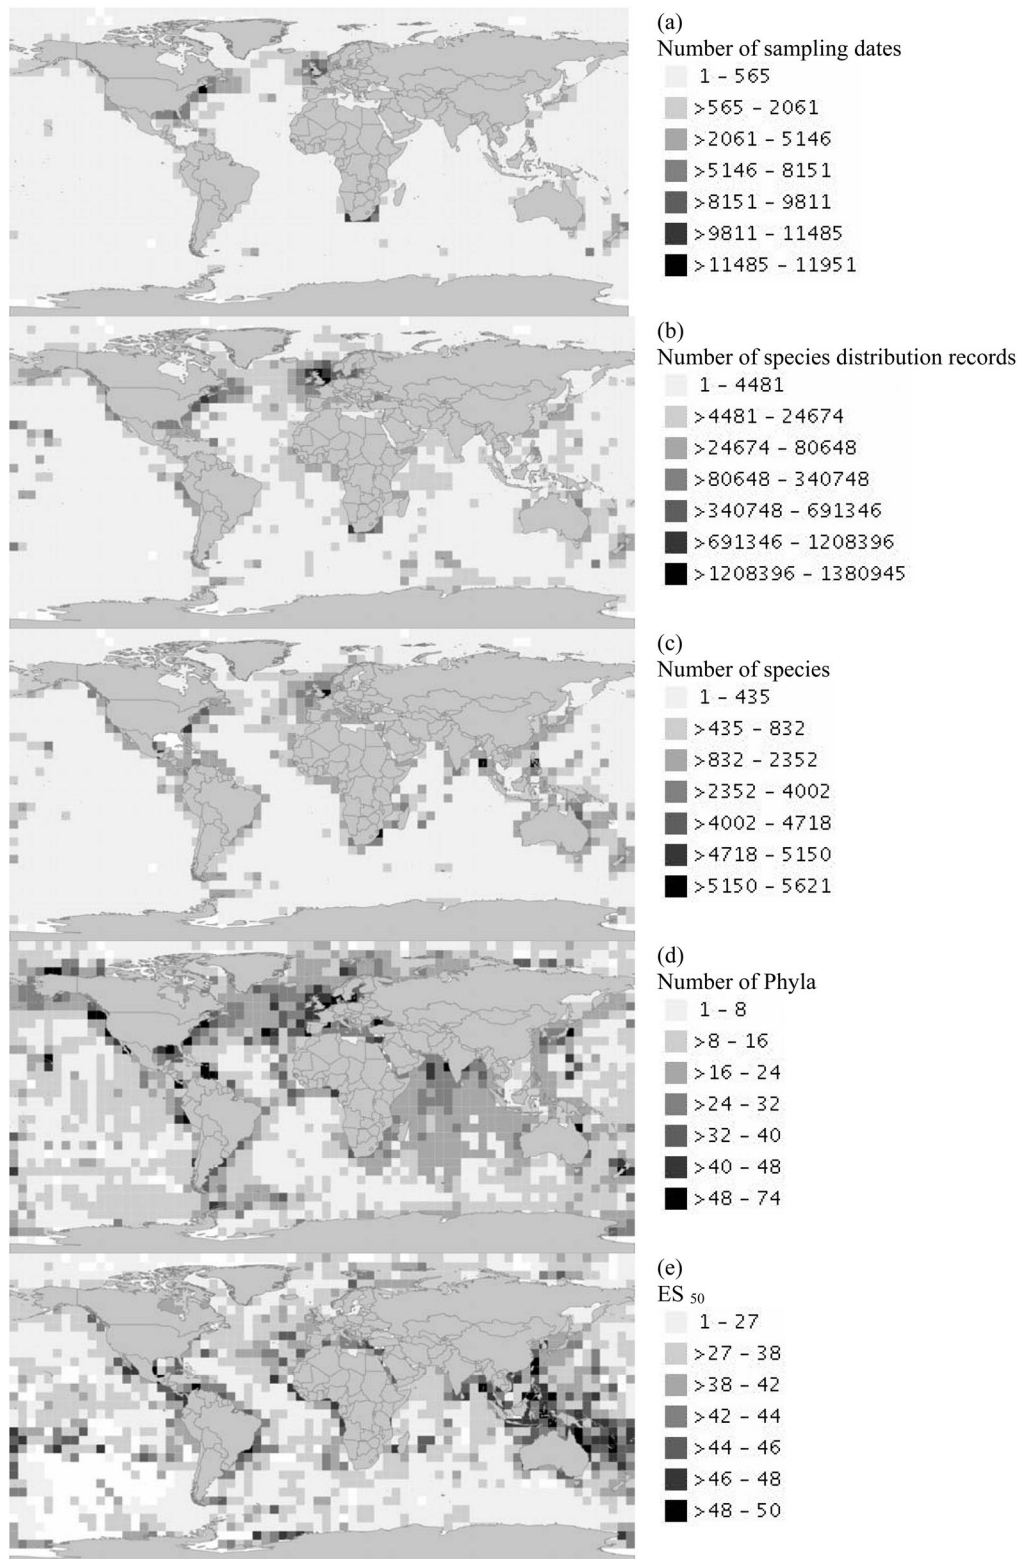 (a)
Number of sampling dates
1 – 565
>565 – 2061
>2061 – 5146
>5146 – 8151
>8151 – 9811
>9811 – 11485
>11485 – 11951
(b)
Number of species distribution records
1 – 4481
>4481 – 24674
>24674 – 80648
>80648 – 340748
>340748 – 691346
>691346 – 1208396
>1208396 – 1380945
(c)
Number of species
1 – 435
>435 – 832
>832 – 2352
>2352 – 4002
>4002 – 4718
>4718 – 5150
>5150 – 5621
(d)
Number of Phyla
1 – 8
>8 – 16
>16 – 24
>24 – 32
>32 – 40
>40 – 48
>48 – 74
(e)
ES 50
1 – 27
>27 – 38
>38 – 42
>42 – 44
>44 – 46
>46 – 48
>48 – 50